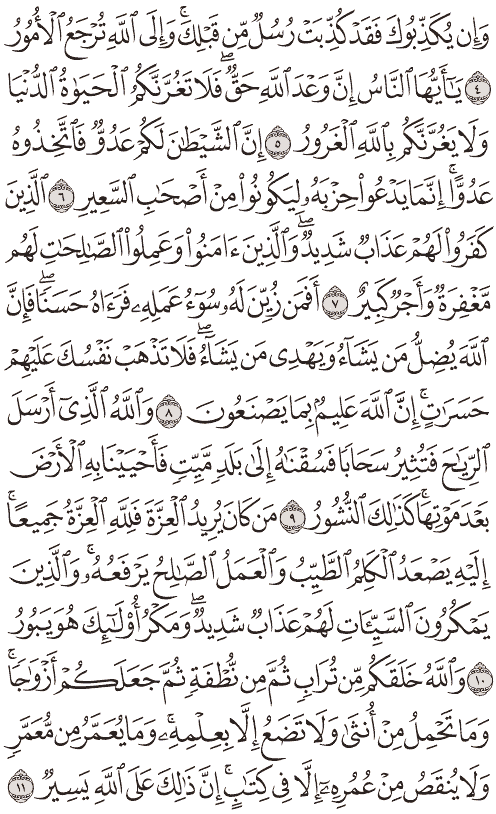 وَإِن يُكَذِّبُوكَ فَقَدْ كُذِّبَتْ رُسُلٌ مِّن قَبْلِكَ ۚ وَإِلَى ٱللَّهِ تُرْجَعُ ٱلْأُمُورُ
٤ يَٰٓأَيُّهَا ٱلنَّاسُ إِنَّ وَعْدَ ٱللَّهِ حَقٌّ ۖ فَلَا تَغُرَّنَّكُمُ ٱلْحَيَوٰةُ ٱلدُّنْيَا
وَلَا يَغُرَّنَّكُم بِٱللَّهِ ٱلْغَرُورُ ٥ إِنَّ ٱلشَّيْطَٰنَ لَكُمْ عَدُوٌّ فَٱتَّخِذُوهُ
عَدُوًّا ۚ إِنَّمَا يَدْعُوا۟ حِزْبَهُۥ لِيَكُونُوا۟ مِنْ أَصْحَٰبِ ٱلسَّعِيرِ ٦ ٱلَّذِينَ
كَفَرُوا۟ لَهُمْ عَذَابٌ شَدِيدٌ ۖ وَٱلَّذِينَ ءَامَنُوا۟ وَعَمِلُوا۟ ٱلصَّٰلِحَٰتِ لَهُم
مَّغْفِرَةٌ وَأَجْرٌ كَبِيرٌ ٧ أَفَمَن زُيِّنَ لَهُۥ سُوٓءُ عَمَلِهِۦ فَرَءَاهُ حَسَنًا ۖ فَإِنَّ
ٱللَّهَ يُضِلُّ مَن يَشَآءُ وَيَهْدِى مَن يَشَآءُ ۖ فَلَا تَذْهَبْ نَفْسُكَ عَلَيْهِمْ
حَسَرَٰتٍ ۚ إِنَّ ٱللَّهَ عَلِيمٌۢ بِمَا يَصْنَعُونَ ٨ وَٱللَّهُ ٱلَّذِىٓ أَرْسَلَ
ٱلرِّيَٰحَ فَتُثِيرُ سَحَابًا فَسُقْنَٰهُ إِلَىٰ بَلَدٍ مَّيِّتٍ فَأَحْيَيْنَا بِهِ ٱلْأَرْضَ
بَعْدَ مَوْتِهَا ۚ كَذَٰلِكَ ٱلنُّشُورُ ٩ مَن كَانَ يُرِيدُ ٱلْعِزَّةَ فَلِلَّهِ ٱلْعِزَّةُ جَمِيعًا ۚ
إِلَيْهِ يَصْعَدُ ٱلْكَلِمُ ٱلطَّيِّبُ وَٱلْعَمَلُ ٱلصَّٰلِحُ يَرْفَعُهُۥ ۚ وَٱلَّذِينَ
يَمْكُرُونَ ٱلسَّيِّـَٔاتِ لَهُمْ عَذَابٌ شَدِيدٌ ۖ وَمَكْرُ أُو۟لَٰٓئِكَ هُوَ يَبُورُ
١٠ وَٱللَّهُ خَلَقَكُم مِّن تُرَابٍ ثُمَّ مِن نُّطْفَةٍ ثُمَّ جَعَلَكُمْ أَزْوَٰجًا ۚ
وَمَا تَحْمِلُ مِنْ أُنثَىٰ وَلَا تَضَعُ إِلَّا بِعِلْمِهِۦ ۚ وَمَا يُعَمَّرُ مِن مُّعَمَّرٍ
وَلَا يُنقَصُ مِنْ عُمُرِهِۦٓ إِلَّا فِى كِتَٰبٍ ۚ إِنَّ ذَٰلِكَ عَلَى ٱللَّهِ يَسِيرٌ ١١